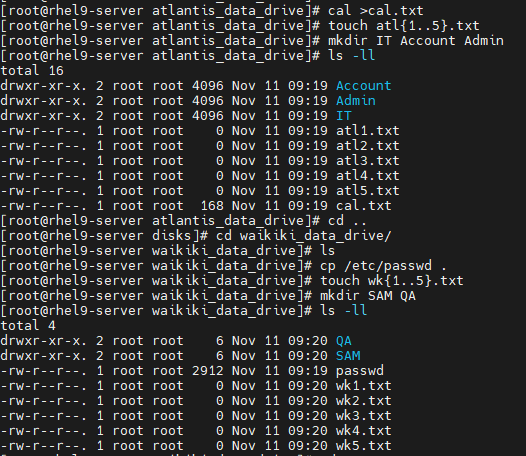 [root@rhel9-server atlantis_data_drive]# cal >cal.txt
[root@rhel9-server atlantis_data_drive]# touch atl{1..5}.txt
[root@rhel9-server atlantis_data_drive]# mkdir IT Account Admin
[root@rhel9-server atlantis_data_drive]# ls -ll
total 16
drwxr-xr-x. 2 root root 4096 Nov 11 09:19 Account
drwxr-xr-x. 2 root root 4096 Nov 11 09:19 Admin
drwxr-xr-x. 2 root root 4096 Nov 11 09:19 IT
-rw-r--r--. 1 root root    0 Nov 11 09:19 atl1.txt
-rw-r--r--. 1 root root    0 Nov 11 09:19 atl2.txt
-rw-r--r--. 1 root root    0 Nov 11 09:19 atl3.txt
-rw-r--r--. 1 root root    0 Nov 11 09:19 atl4.txt
-rw-r--r--. 1 root root    0 Nov 11 09:19 atl5.txt
-rw-r--r--. 1 root root  168 Nov 11 09:19 cal.txt
[root@rhel9-server atlantis_data_drive]# cd ..
[root@rhel9-server disks]# cd waikiki_data_drive/
[root@rhel9-server waikiki_data_drive]# ls
[root@rhel9-server waikiki_data_drive]# cp /etc/passwd .
[root@rhel9-server waikiki_data_drive]# touch wk{1..5}.txt
[root@rhel9-server waikiki_data_drive]# mkdir SAM QA
[root@rhel9-server waikiki_data_drive]# ls -ll
total 4
drwxr-xr-x. 2 root root    6 Nov 11 09:20 QA
drwxr-xr-x. 2 root root    6 Nov 11 09:20 SAM
-rw-r--r--. 1 root root 2912 Nov 11 09:19 passwd
-rw-r--r--. 1 root root    0 Nov 11 09:20 wk1.txt
-rw-r--r--. 1 root root    0 Nov 11 09:20 wk2.txt
-rw-r--r--. 1 root root    0 Nov 11 09:20 wk3.txt
-rw-r--r--. 1 root root    0 Nov 11 09:20 wk4.txt
-rw-r--r--. 1 root root    0 Nov 11 09:20 wk5.txt